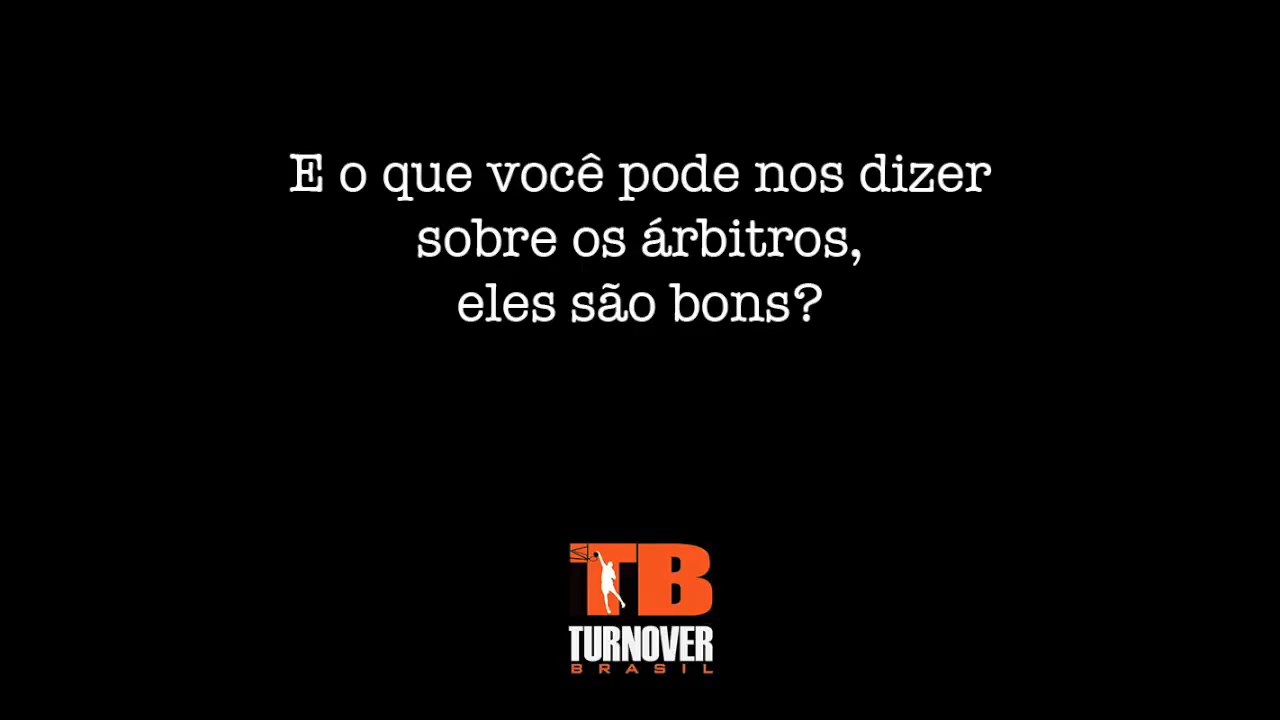 E o que você pode nos dizer
sobre os árbitros,
eles são bons?
TB
TURNOVER
BRASIL